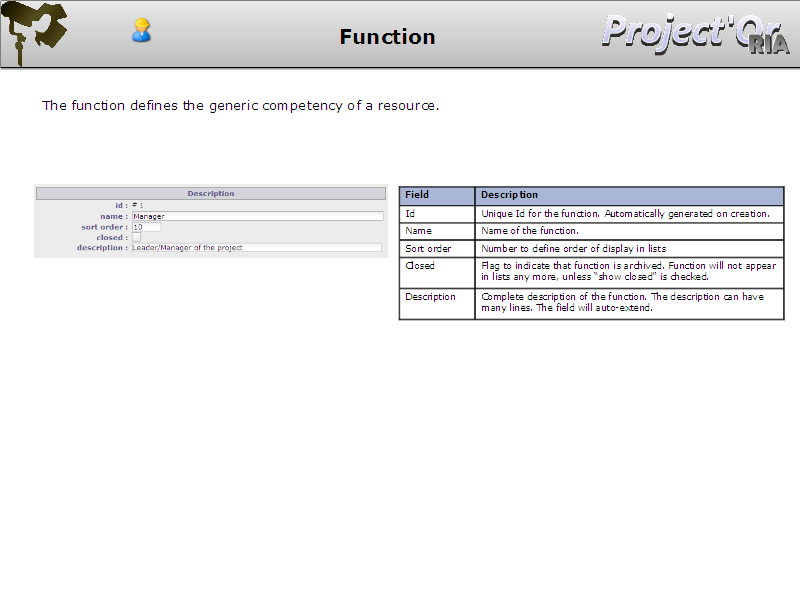 Function
Project'Or
RIA
The function defines the generic competency of a resource.
Description
id : # 1
name : Manager
sort order : 10
closed :
description : Leader/Manager of the project
Field Description
Id Unique Id for the function. Automatically generated on creation.
Name Name of the function.
Sort order Number to define order of display in lists
Closed Flag to indicate that function is archived. Function will not appear
in lists any more, unless "show closed" is checked.
Description Complete description of the function. The description can have
many lines. The field will auto-extend.